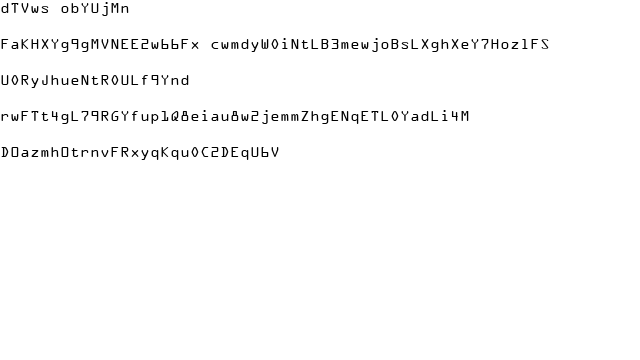 dTVws obYUjMn
FaKHXYg9gMVNEE2w66Fx cwmdyW0iNtLB3mewjoBsLXghXeY7Hoz1FS
U0RyJhueNtR0ULf9Ynd
rwFTt4gL79RGYfup1Q8eiau8w2jemmZhgENqETL0YadLi4M
DOazmhOtrnvFRxyqKqu0C2DEqU6V